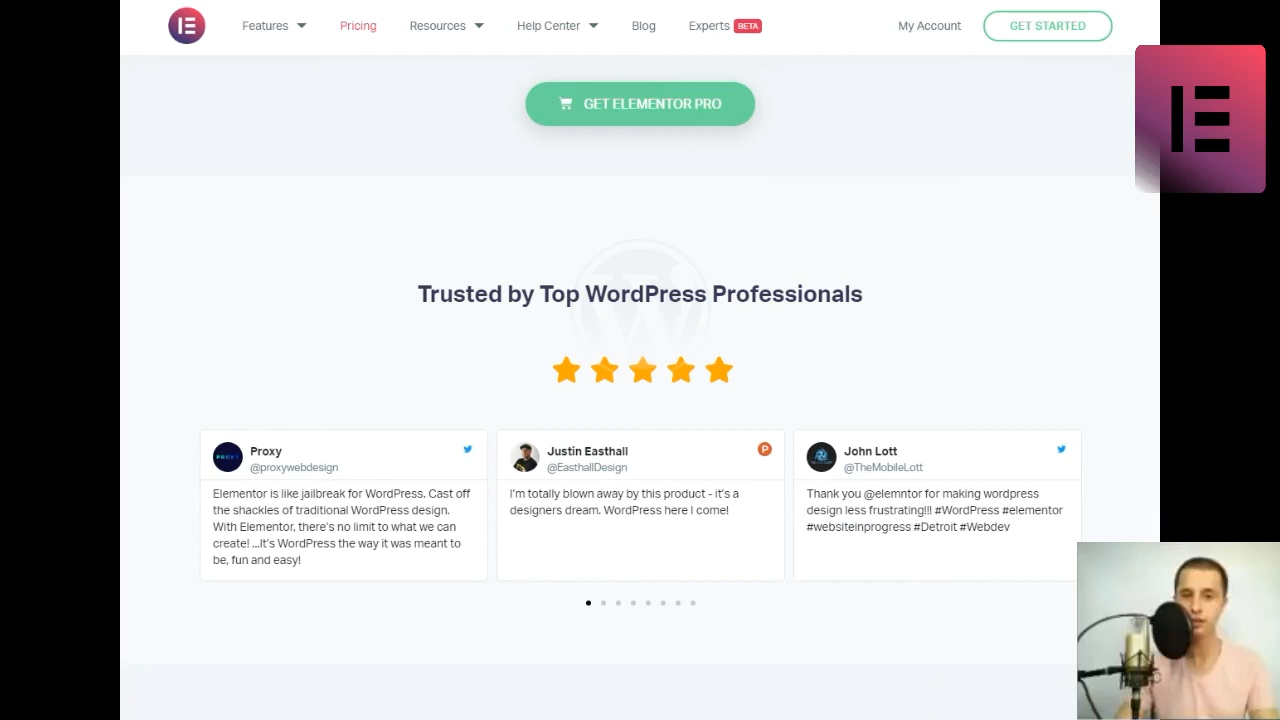 Features
Pricing
Resources
Help Center
Blog
Experts BETA
My Account
GET STARTED
GET ELEMENTOR PRO
Trusted by Top WordPress Professionals
Proxy
@proxywebdesign
Elementor is like jailbreak for WordPress. Cast off
the shackles of traditional WordPress design.
With Elementor, there's no limit to what we can
create! ...It's WordPress the way it was meant to
be, fun and easy!
Justin Easthall
@EasthallDesign
I'm totally blown away by this product - it's a
designers dream. WordPress here I come!
John Lott
@TheMobileLott
Thank you @elemntor for making wordpress
design less frustrating!!! #WordPress #elementor
#websiteinprogress #Detroit #Webdev